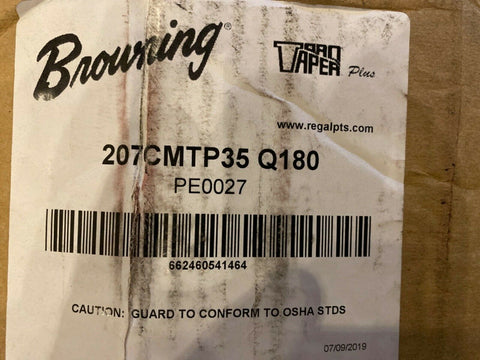 Browning®
TORQ
TAPER Plus
www.regalpts.com
207CMTP35 Q180
PE0027
662460541464
CAUTION: GUARD TO CONFORM TO OSHA STDS
07/09/2019